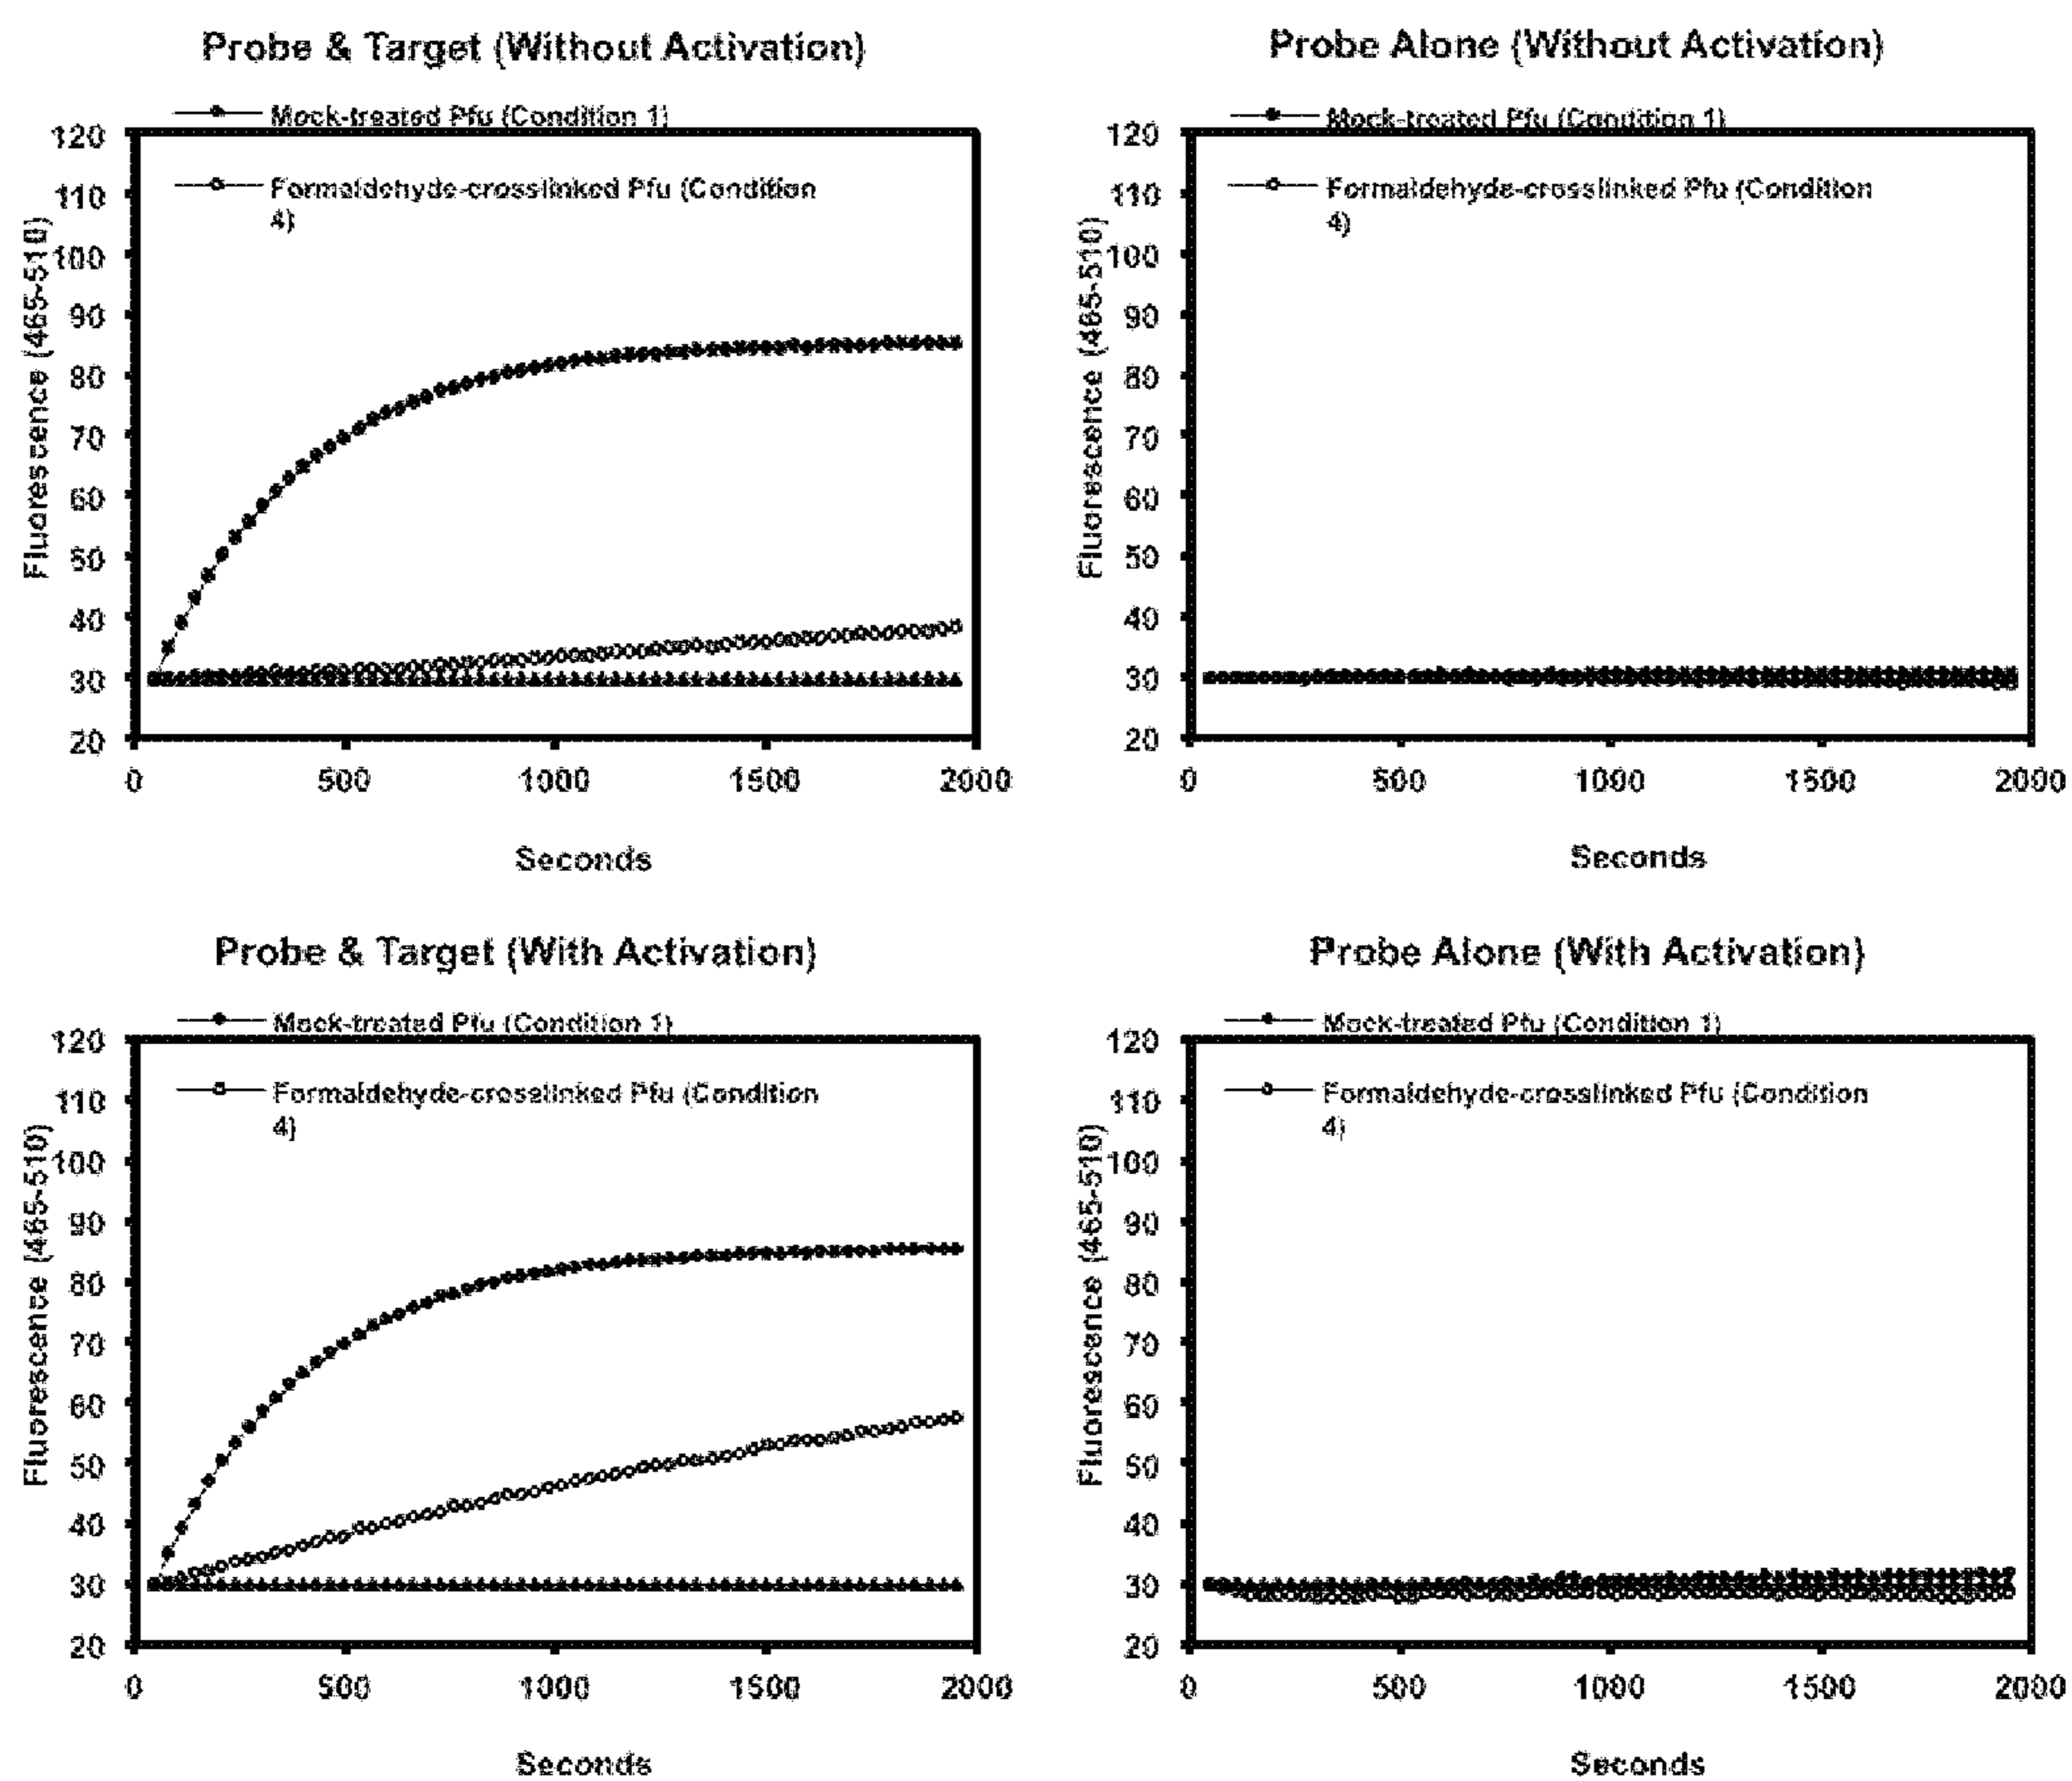 Probe & Target (Without Activation)
Mock-treated Pfu (Condition 1)
Formaldehyde-crosslinked Pfu (Condition
4)
Fluorescence (465-510)
120
110
100
90
80
70
60
50
40
30
20
0 500 1000 1500 2000
Seconds
Probe Alone (Without Activation)
Mock-treated Pfu (Condition 1)
Formaldehyde-crosslinked Pfu (Condition
4)
Fluorescence (465-510)
120
110
100
90
80
70
60
50
40
30
20
0 500 1000 1500 2000
Seconds
Probe & Target (With Activation)
Mock-treated Pfu (Condition 1)
Formaldehyde-crosslinked Pfu (Condition
4)
Fluorescence (465-510)
120
110
100
90
80
70
60
50
40
30
20
0 500 1000 1500 2000
Seconds
Probe Alone (With Activation)
Mock-treated Pfu (Condition 1)
Formaldehyde-crosslinked Pfu (Condition
4)
Fluorescence (465-510)
120
110
100
90
80
70
60
50
40
30
20
0 500 1000 1500 2000
Seconds